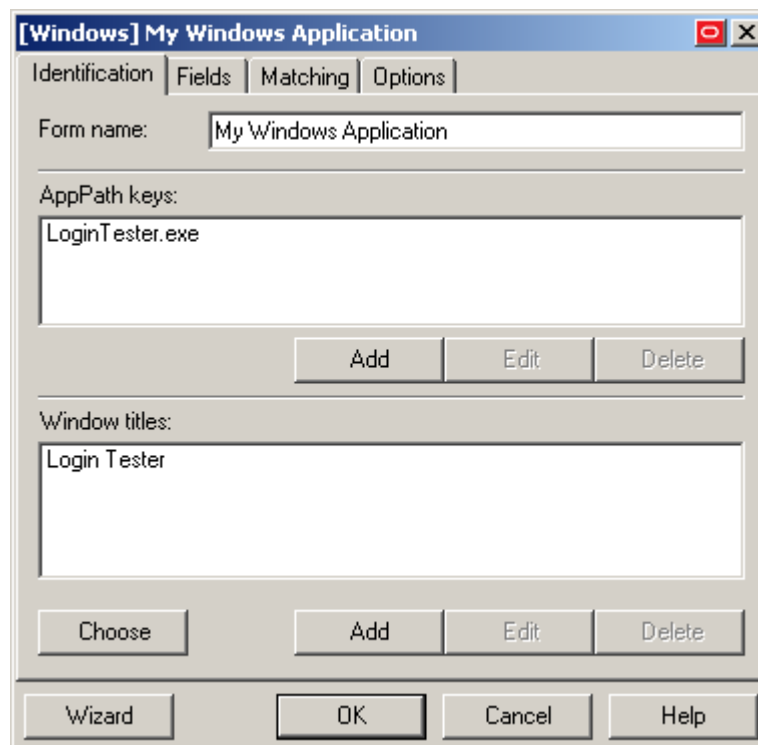 [Windows] My Windows Application
Identification Fields Matching Options
Form name: My Windows Application
AppPath keys:
LoginTester.exe
Add Edit Delete
Window titles:
Login Tester
Choose Add Edit Delete
Wizard OK Cancel Help